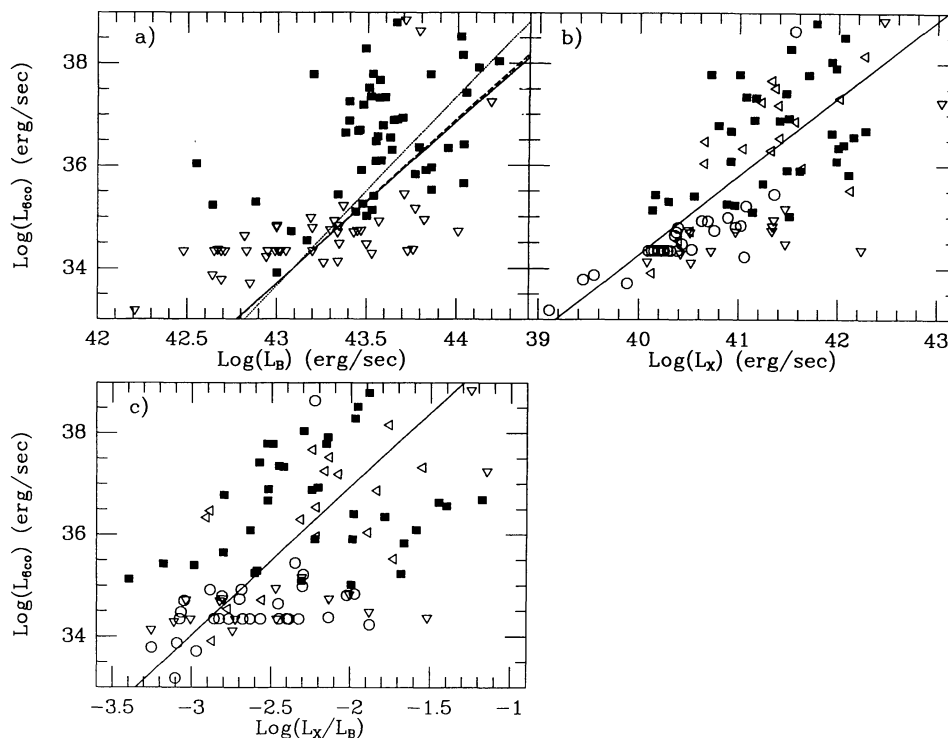 a)
38
36
34
Log(L6co) (erg/sec)
42
42.5
43
43.5
44
Log(LB) (erg/sec)
b)
39
40
41
42
43
Log(LX) (erg/sec)
c)
38
36
34
Log(L6co) (erg/sec)
−3.5
−3
−2.5
−2
−1.5
−1
Log(LX/LB)